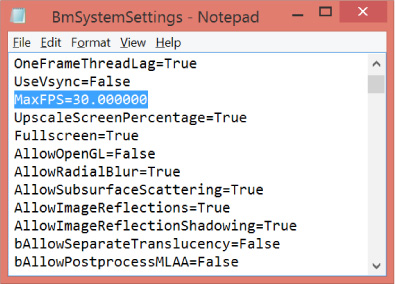 BmSystemSettings - Notepad
File Edit Format View Help
OneFrameThreadLag=True
UseVsync=False
MaxFPS=30.000000
UpscaleScreenPercentage=True
Fullscreen=True
AllowOpenGL=False
AllowRadialBlur=True
AllowSubsurfaceScattering=True
AllowImageReflections=True
AllowImageReflectionShadowing=True
bAllowSeparateTranslucency=False
bAllowPostprocessMLAA=False